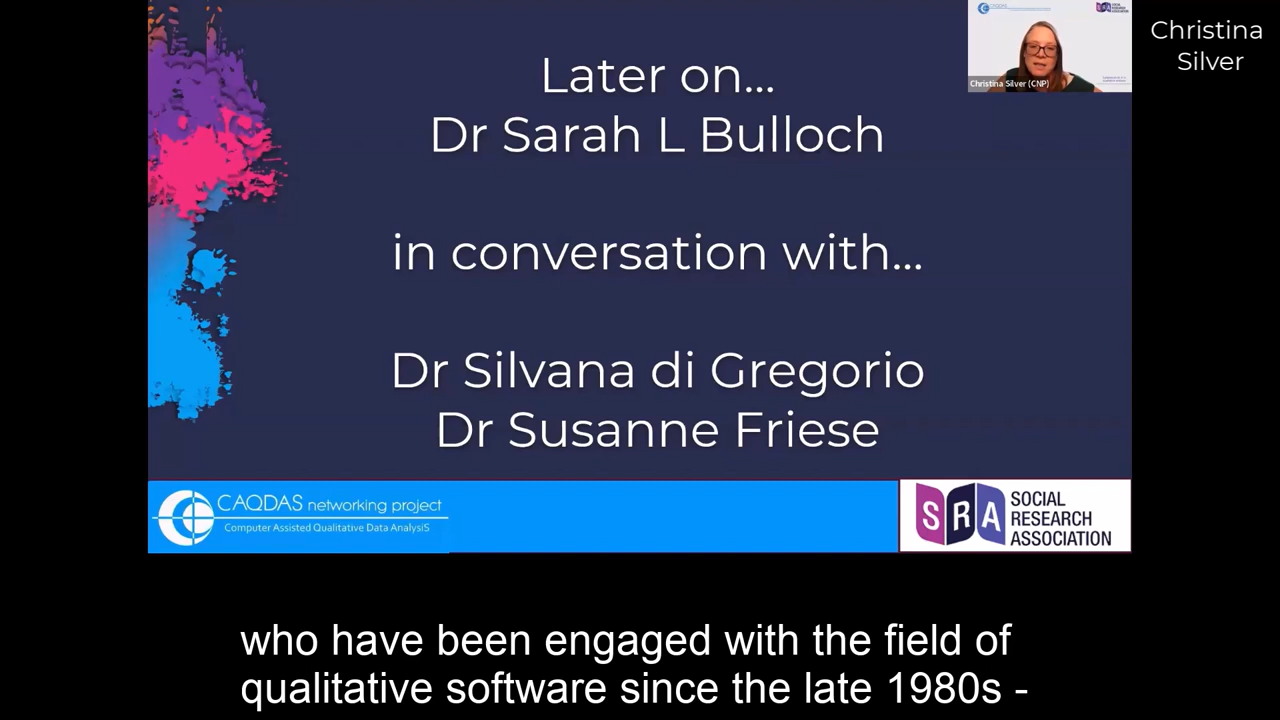 Later on...
Dr Sarah L Bulloch
in conversation with...
Dr Silvana di Gregorio
Dr Susanne Friese
Christina Silver (CNP)
Christina
Silver
CAQDAS networking project
Computer Assisted Qualitative Data AnalysiS
SRA
SOCIAL
RESEARCH
ASSOCIATION
who have been engaged with the field of
qualitative software since the late 1980s -